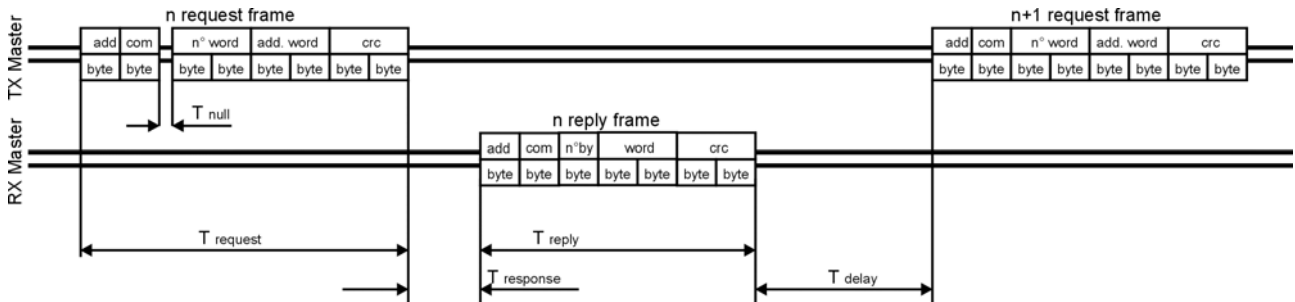 n request frame
n+1 request frame
TX Master
add com n° word add. word crc
add com n° word add. word crc
byte byte byte byte byte byte byte byte
byte byte byte byte byte byte byte byte
T null
n reply frame
RX Master
add com n°by word crc
byte byte byte byte byte byte byte
T request
T reply
T response
T delay